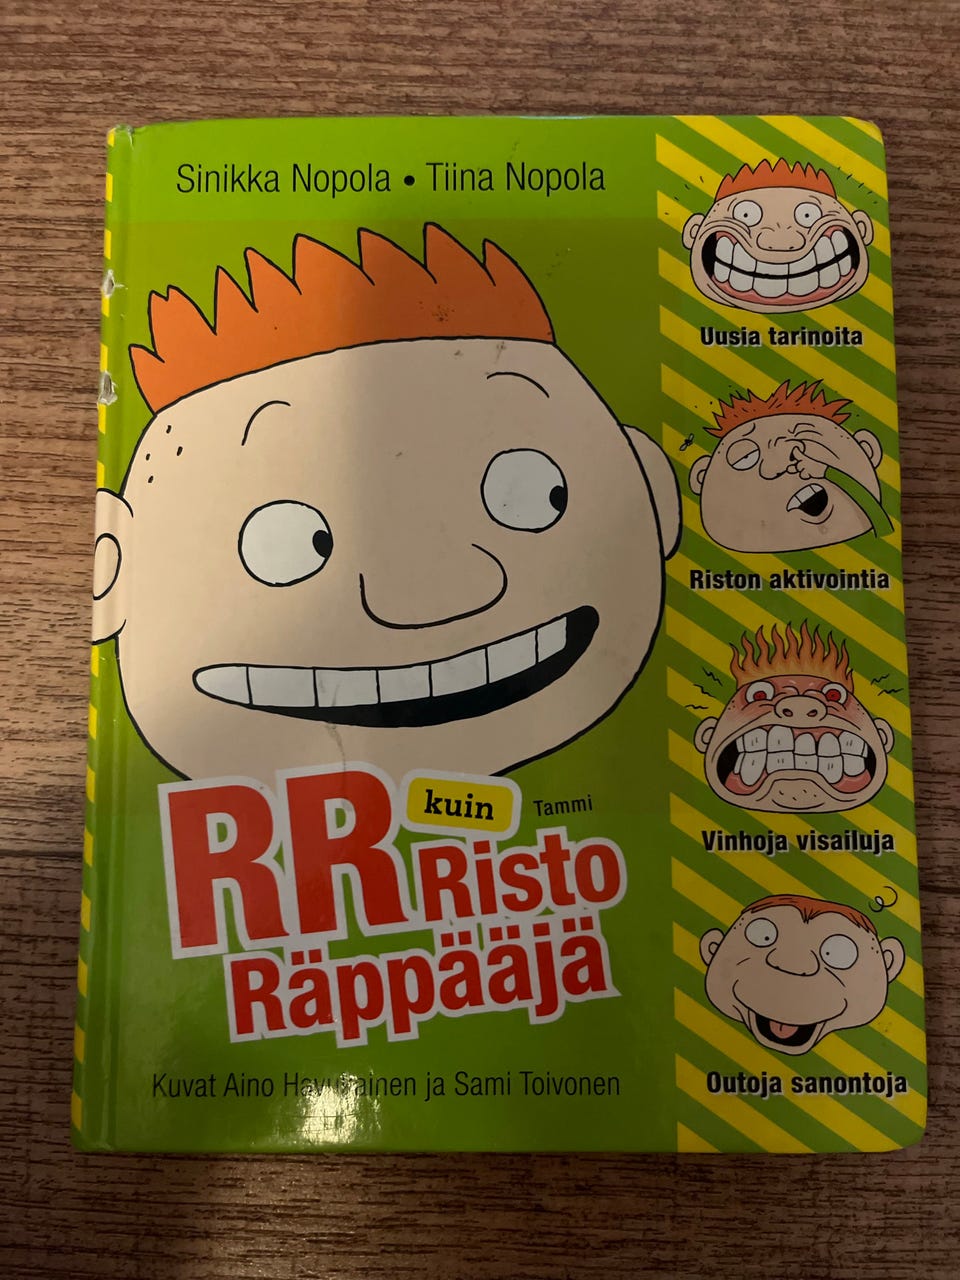 Sinikka Nopola • Tiina Nopola
Uusia tarinoita
Riston aktivointia
Vinhoja visailuja
Outoja sanontoja
RR kuin Risto
Räppääjä
Tammi
Kuvat Aino Havukainen ja Sami Toivonen